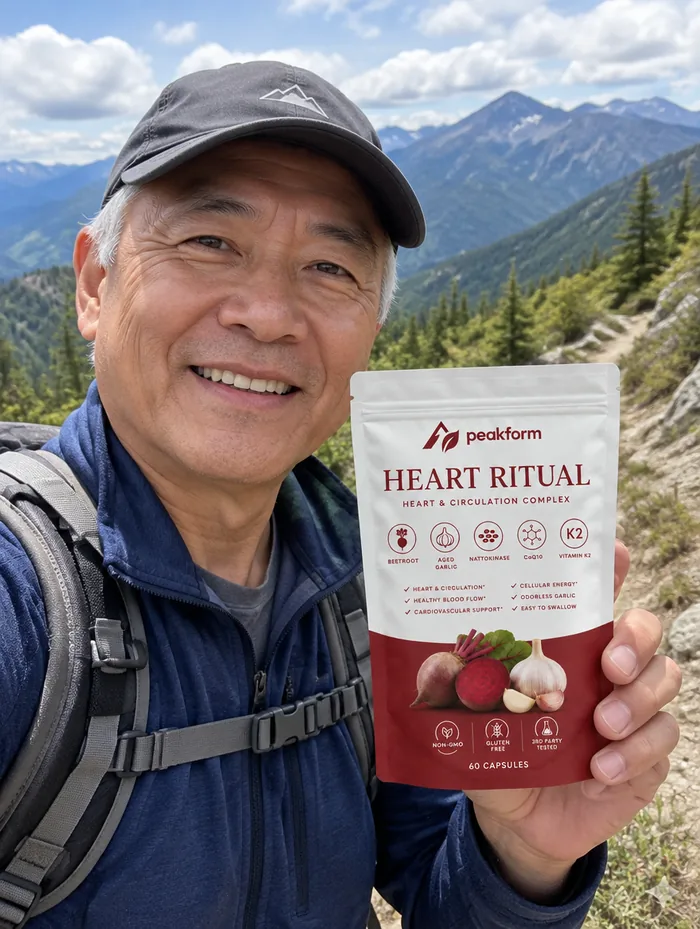 peakform
HEART RITUAL
HEART & CIRCULATION COMPLEX
BEETROOT
AGED GARLIC
NATTOKINASE
CoQ10
K2
VITAMIN K2
✓ HEART & CIRCULATION*
✓ HEALTHY BLOOD FLOW*
✓ CARDIOVASCULAR SUPPORT*
✓ CELLULAR ENERGY*
✓ ODORLESS GARLIC
✓ EASY TO SWALLOW
NON-GMO
GLUTEN FREE
3RD PARTY TESTED
60 CAPSULES